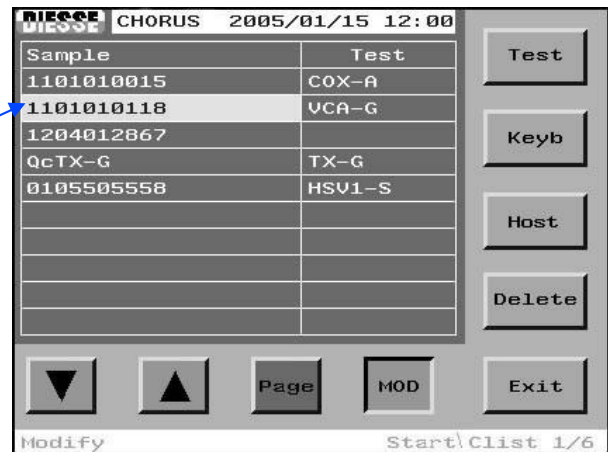 DIESSE CHORUS 2005/01/15 12:00
Sample Test
1101010015 COX-A
1101010118 VCA-G
1204012867
QcTX-G TX-G
0105505558 HSV1-S
Test
Keyb
Host
Delete
Page MOD Exit
Modify Start\Clist 1/6